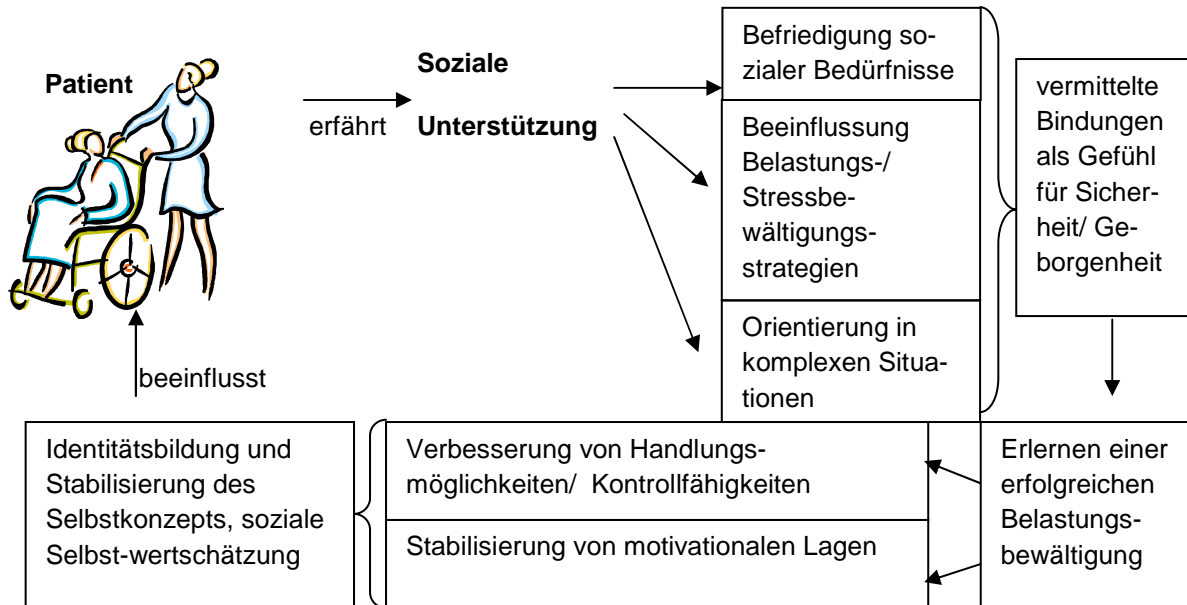 Patient
erfährt
Soziale
Unterstützung
Befriedigung so-
zialer Bedürfnisse
Beeinflussung
Belastungs-/
Stressbe-
wältigungs-
strategien
Orientierung in
komplexen Situa-
tionen
vermittelte
Bindungen
als Gefühl
für Sicher-
heit/ Ge-
borgenheit
Erlernen einer
erfolgreichen
Belastungs-
bewältigung
Verbesserung von Handlungs-
möglichkeiten/ Kontrollfähigkeiten
Stabilisierung von motivationalen Lagen
Identitätsbildung und
Stabilisierung des
Selbstkonzepts, soziale
Selbst-wertschätzung
beeinflusst